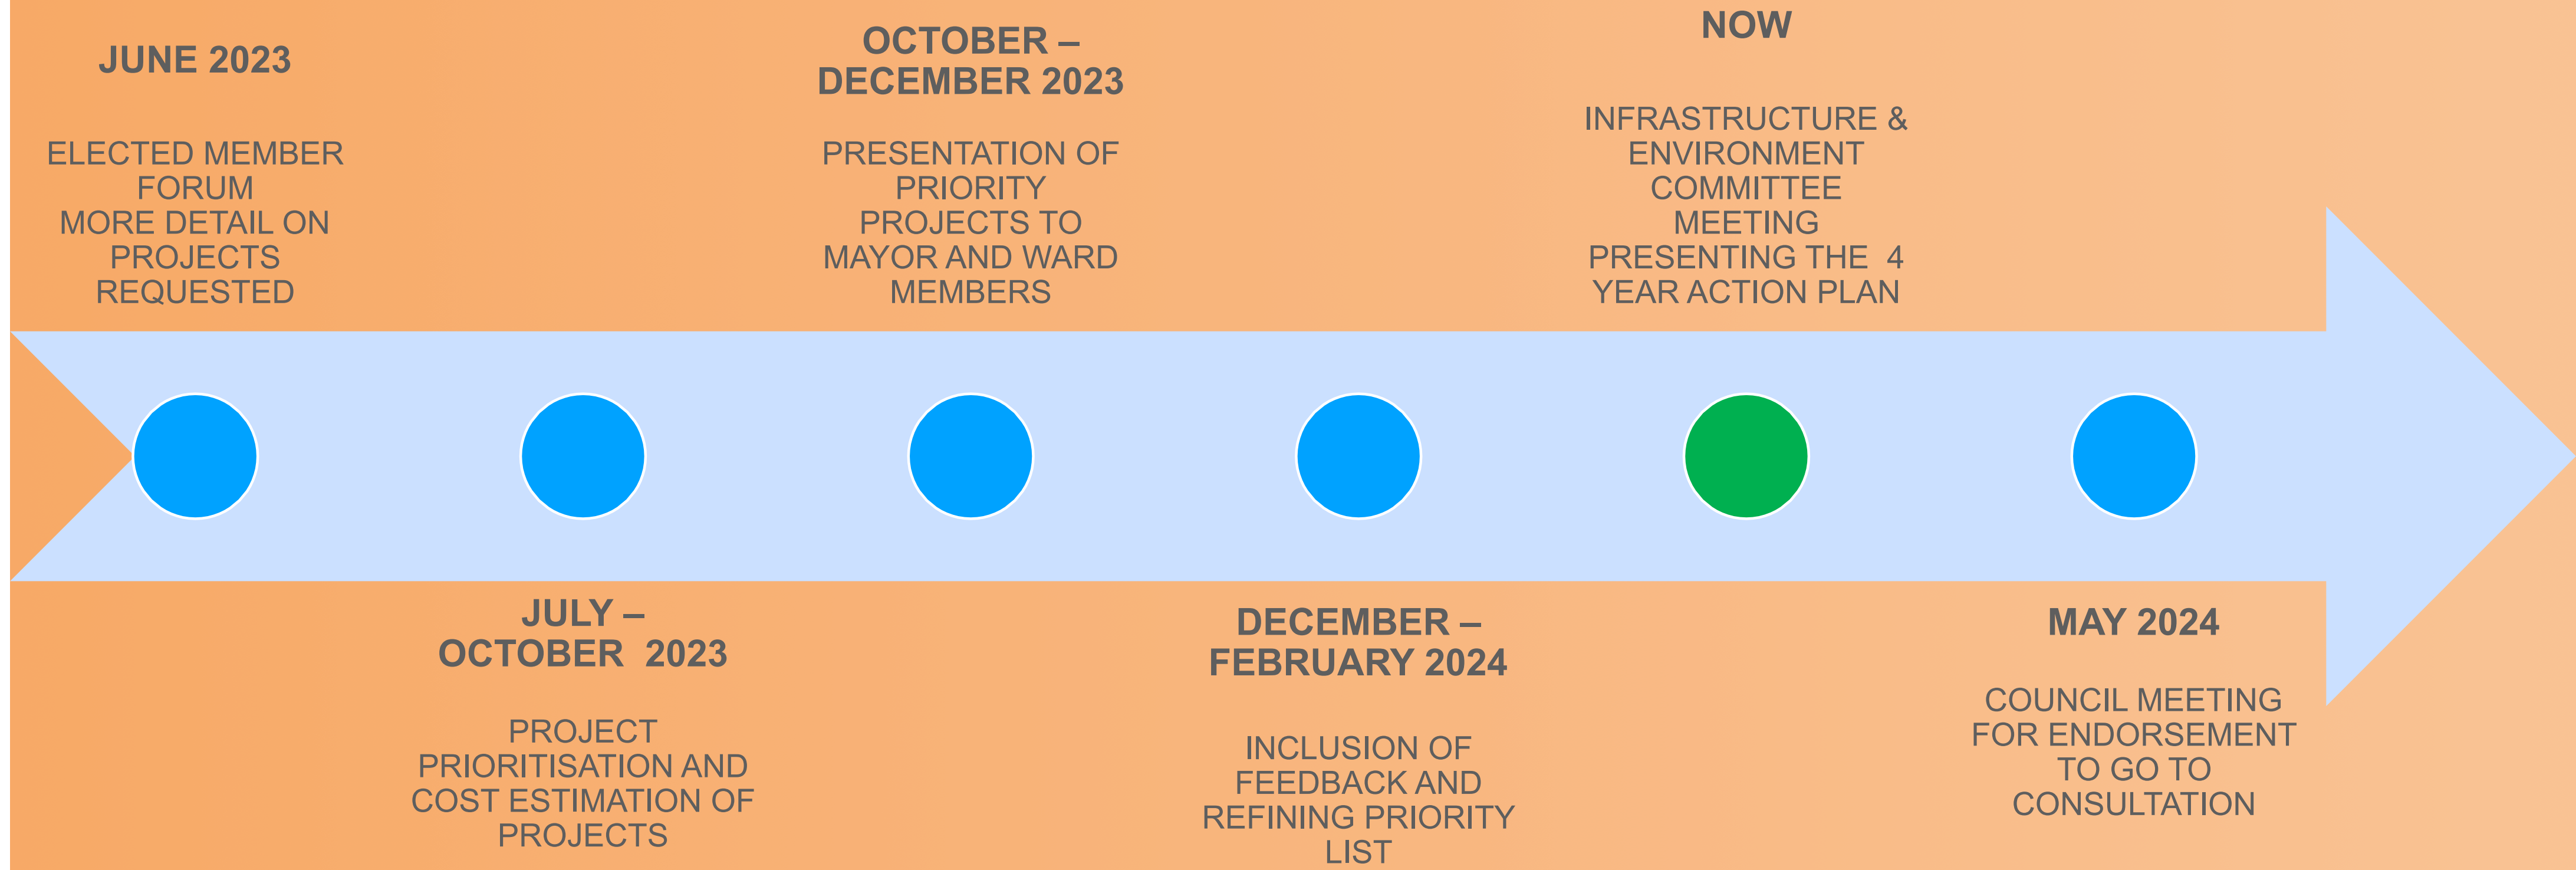 JUNE 2023
ELECTED MEMBER
FORUM
MORE DETAIL ON
PROJECTS
REQUESTED
JULY –
OCTOBER  2023
PROJECT
PRIORITISATION AND
COST ESTIMATION OF
PROJECTS
OCTOBER –
DECEMBER 2023
PRESENTATION OF
PRIORITY
PROJECTS TO
MAYOR AND WARD
MEMBERS
DECEMBER –
FEBRUARY 2024
INCLUSION OF
FEEDBACK AND
REFINING PRIORITY
LIST
NOW
INFRASTRUCTURE &
ENVIRONMENT
COMMITTEE
MEETING
PRESENTING THE  4
YEAR ACTION PLAN
MAY 2024
COUNCIL MEETING
FOR ENDORSEMENT
TO GO TO
CONSULTATION